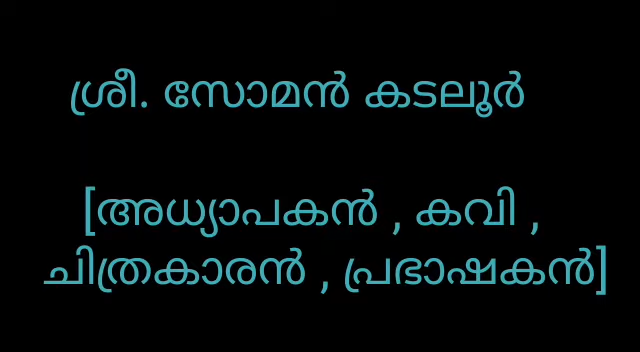 ശ്രീ. സോമൻ കടലൂർ
[അധ്യാപകൻ , കവി ,
ചിത്രകാരൻ , പ്രഭാഷകൻ]